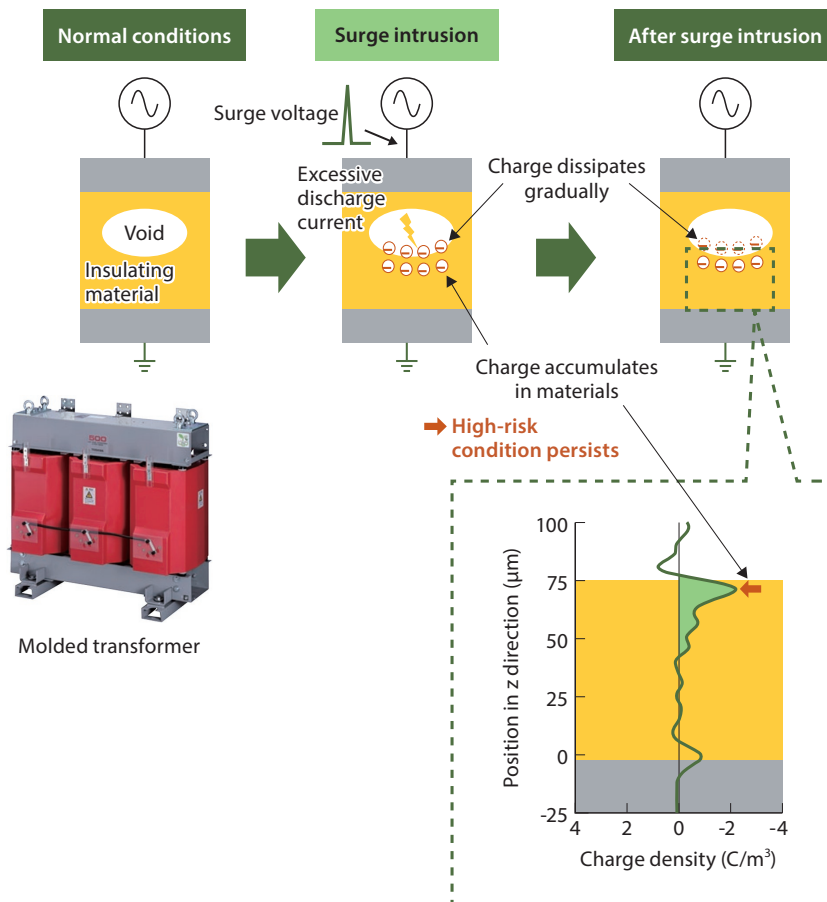 Normal conditions
Surge intrusion
After surge intrusion
Surge voltage
Excessive
discharge
current
Charge dissipates
gradually
Void
Insulating
material
Charge accumulates
in materials
High-risk
condition persists
Molded transformer
Position in z direction (μm)
100
75
50
25
0
-25
4 2 0 -2 -4
Charge density (C/m³)